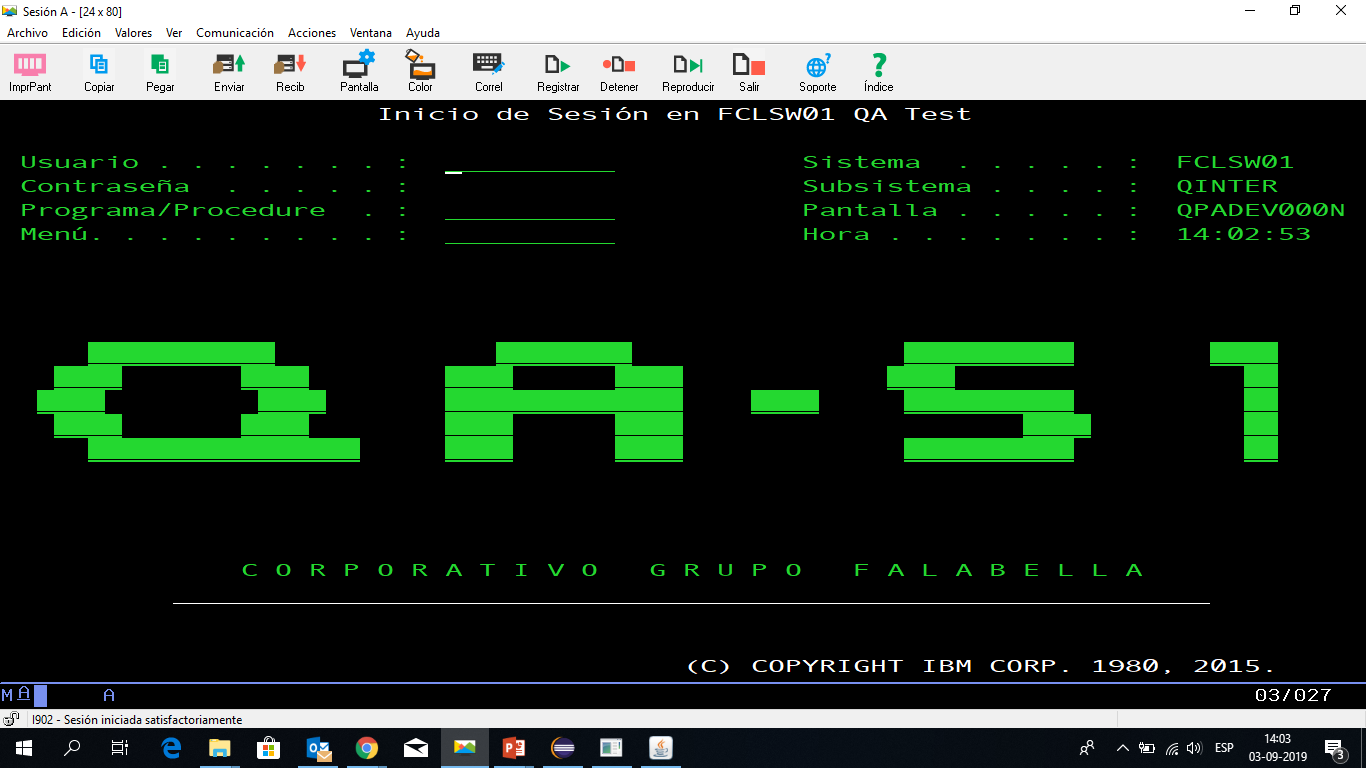 Sesión A - [24 x 80]
Archivo Edición Valores Ver Comunicación Acciones Ventana Ayuda
ImprPant Copiar Pegar Enviar Recib Pantalla Color Correl Registrar Detener Reproducir Salir Soporte Índice
Inicio de Sesión en FCLSW01 QA Test
Usuario . . . . . . . : Sistema . . . . . : FCLSW01
Contraseña . . . . . : Subsistema . . . . : QINTER
Programa/Procedure . : Pantalla . . . . . : QPADEV000N
Menú. . . . . . . . . : Hora . . . . . . . : 14:02:53
QA-S1
C O R P O R A T I V O G R U P O F A L A B E L L A
(C) COPYRIGHT IBM CORP. 1980, 2015.
MA A 03/027
I902 - Sesión iniciada satisfactoriamente
ESP 14:03
03-09-2019 3